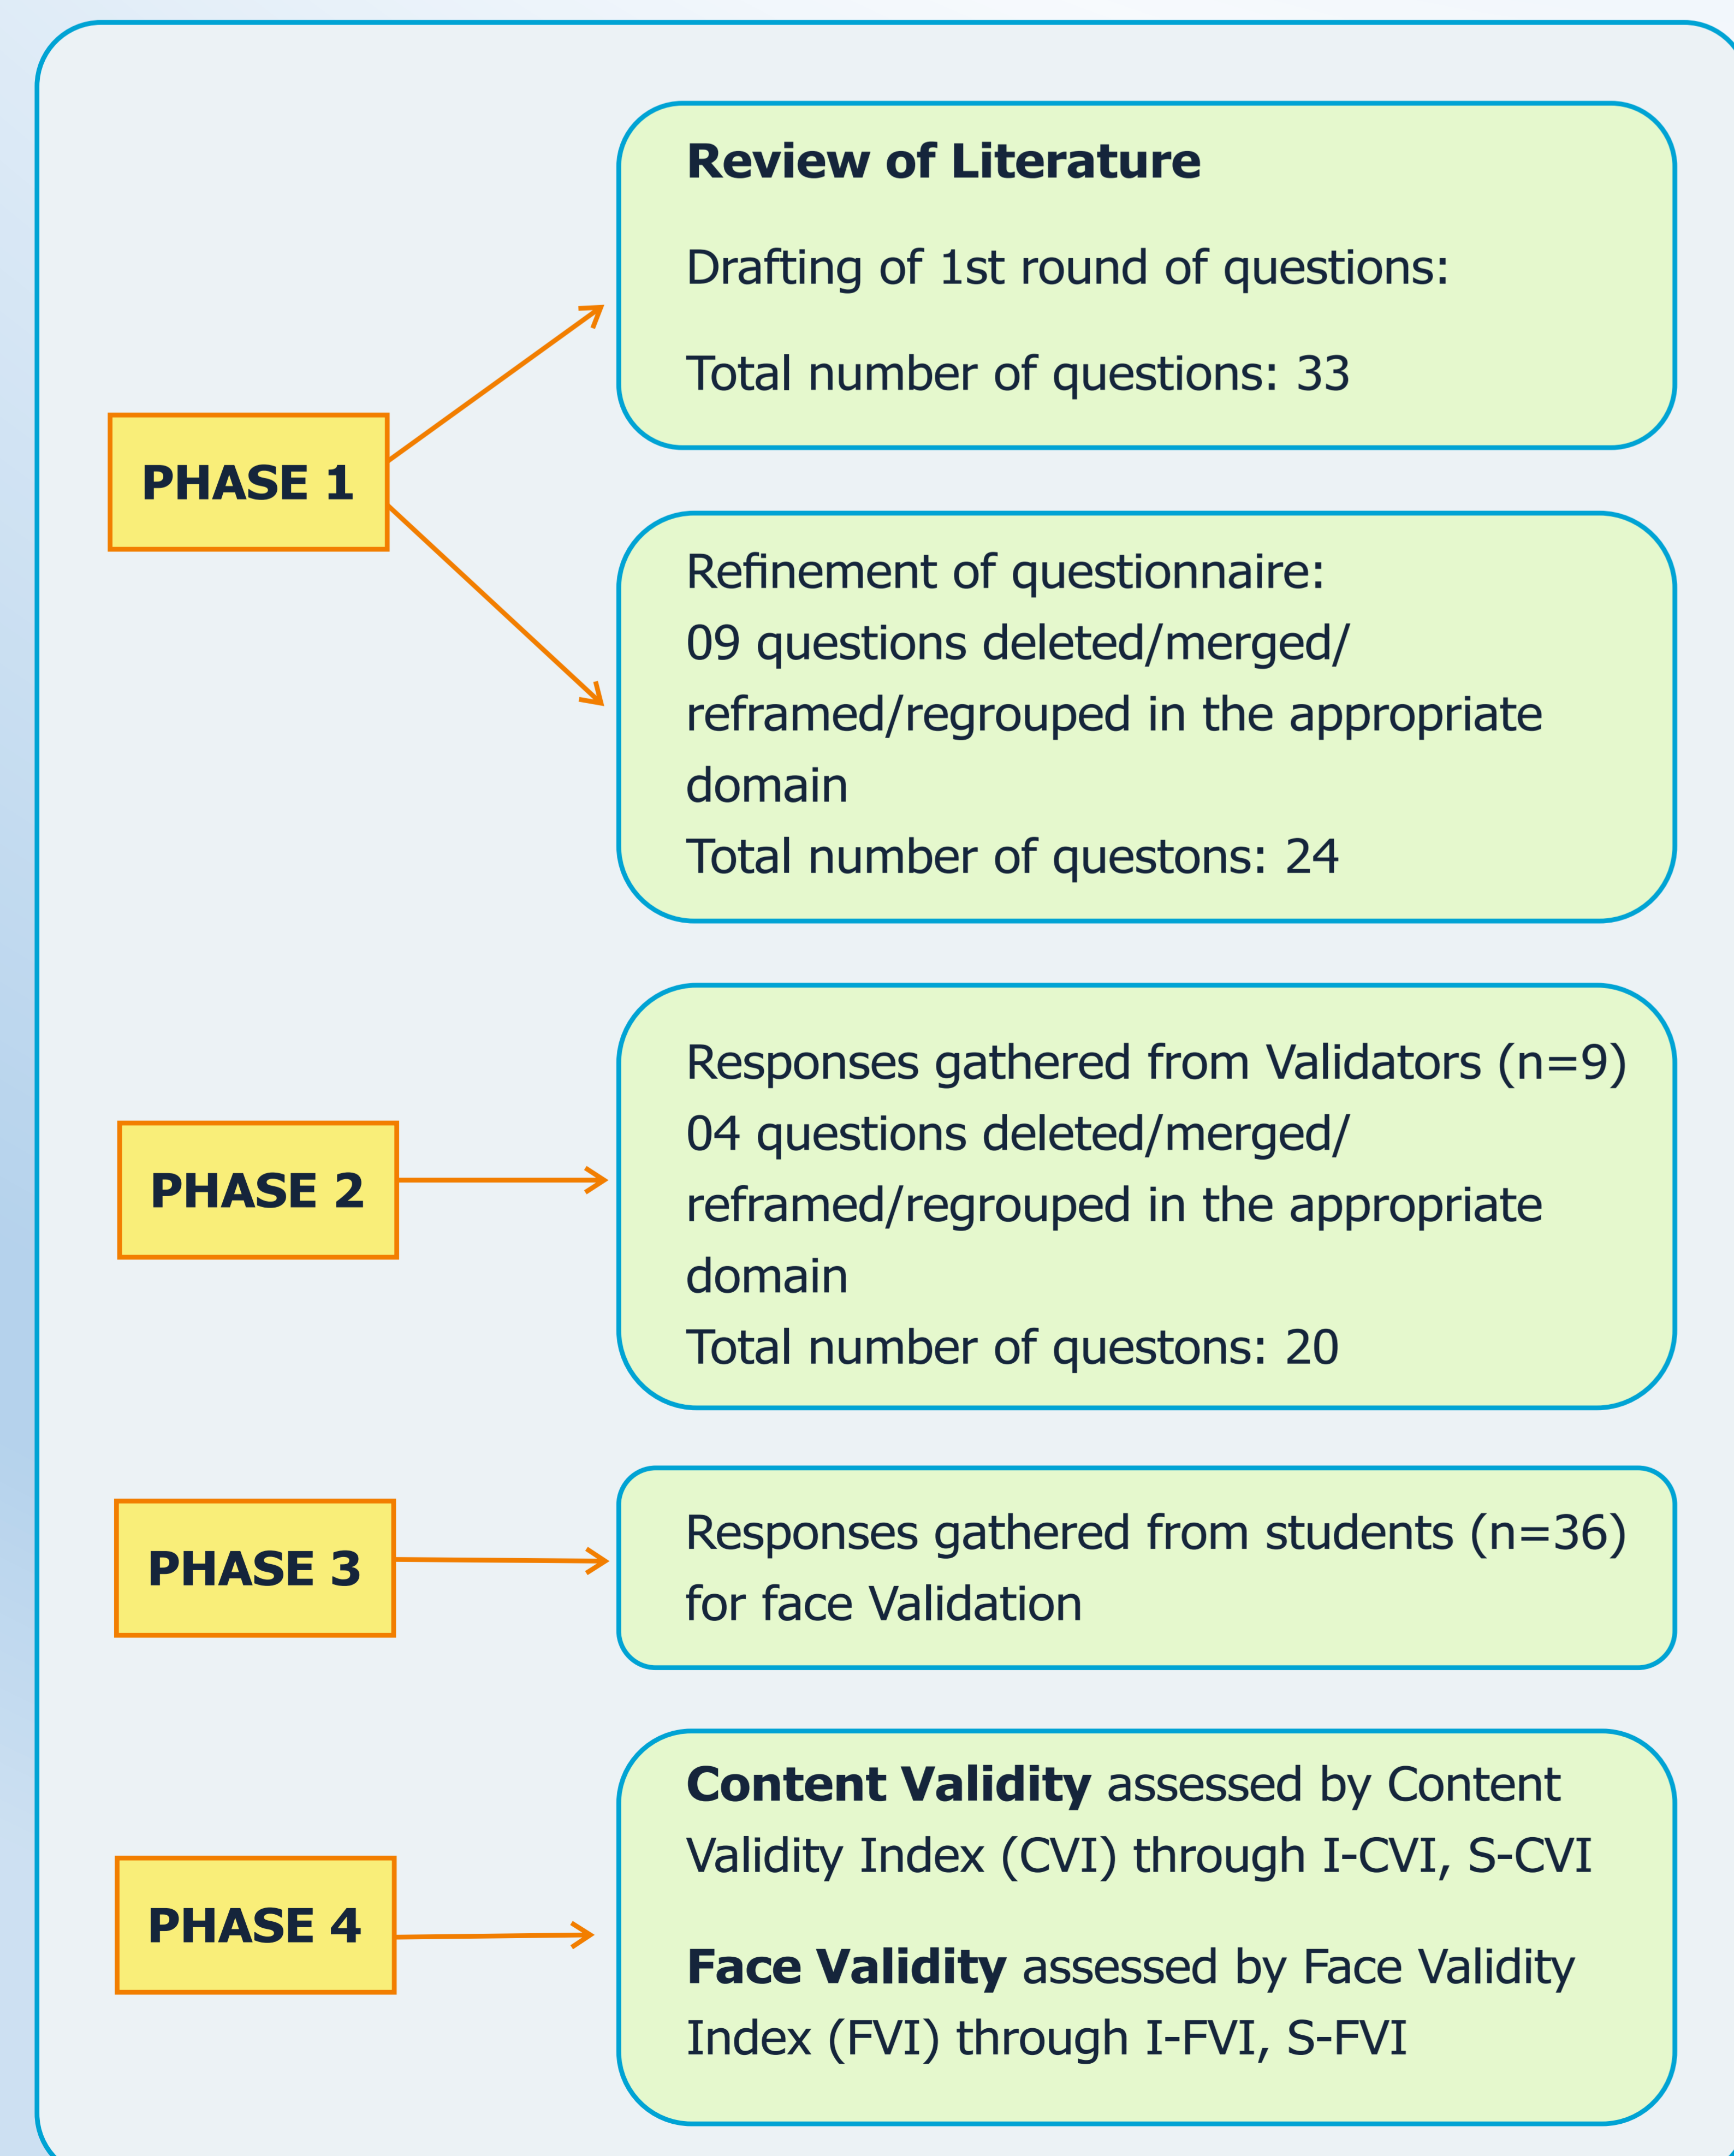 PHASE 1
Review of Literature
Drafting of 1st round of questions:
Total number of questions: 33
Refinement of questionnaire:
09 questions deleted/merged/
reframed/regrouped in the appropriate
domain
Total number of questons: 24
PHASE 2
Responses gathered from Validators (n=9)
04 questions deleted/merged/
reframed/regrouped in the appropriate
domain
Total number of questons: 20
PHASE 3
Responses gathered from students (n=36)
for face Validation
PHASE 4
Content Validity assessed by Content
Validity Index (CVI) through I-CVI, S-CVI
Face Validity assessed by Face Validity
Index (FVI) through I-FVI, S-FVI